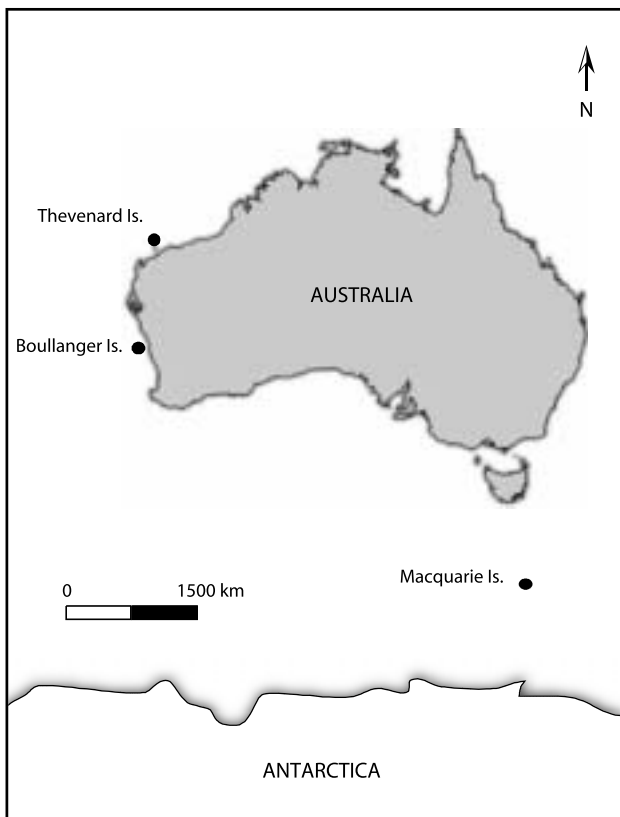 N
Thevenard Is.
AUSTRALIA
Boullanger Is.
Macquarie Is.
0 1500 km
ANTARCTICA